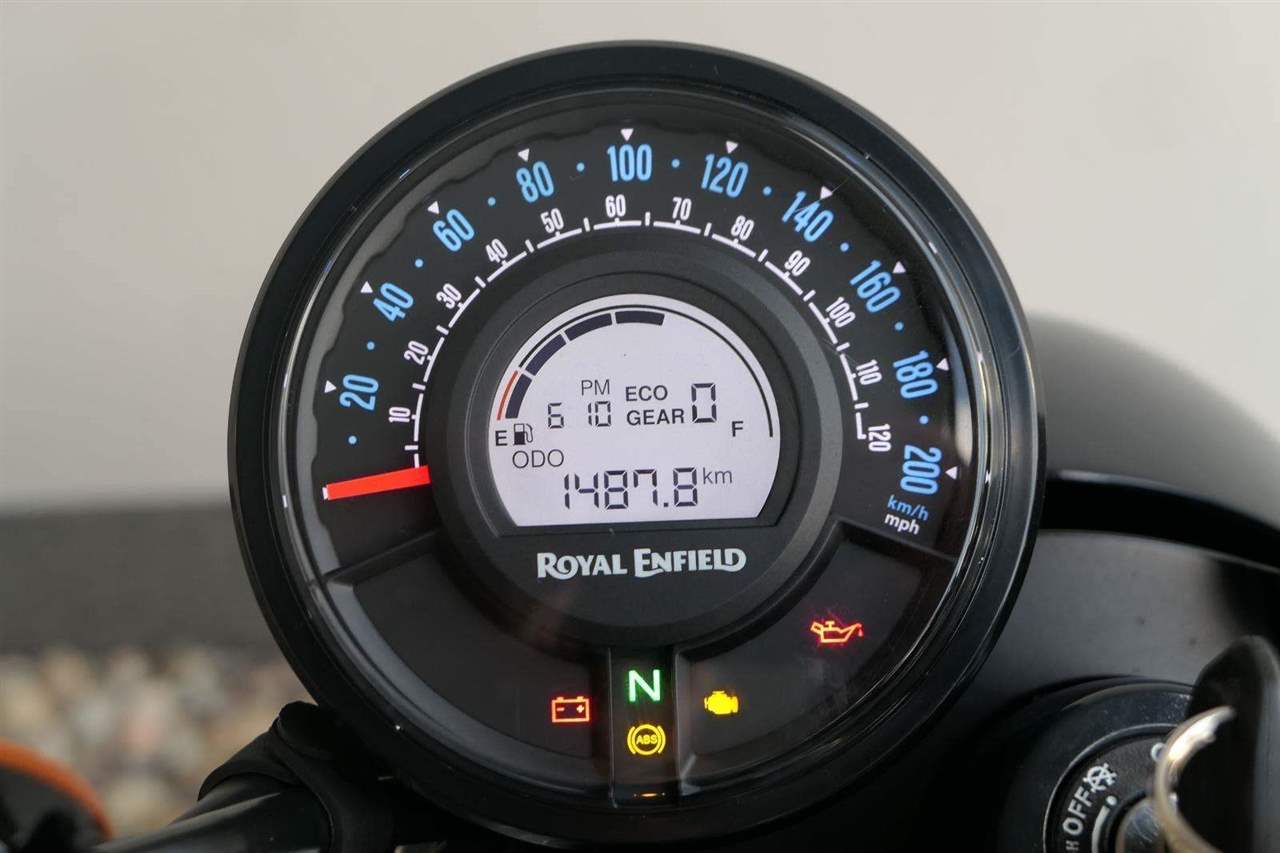 20 40 60 80 100 120 140 160 180 200
km/h
mph
10 20 30 40 50 60 70 80 90 100 110 120
PM
6 10
ECO
GEAR 0
E
F
ODO
1487.8 km
ROYAL ENFIELD
N
ABS
OFF